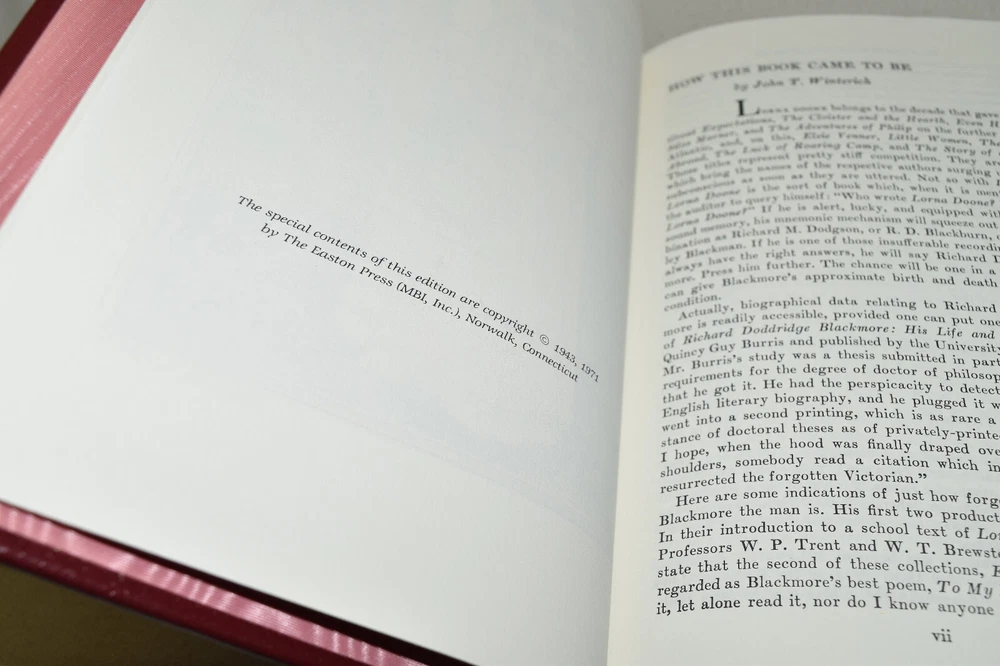 The special contents of this edition are copyright © 1943, 1971
by The Easton Press (MBI, Inc.), Norwalk, Connecticut
HOW THIS BOOK CAME TO BE
by John T. Winterich
LORNA DOONE belongs to the decade that gave
Great Expectations, The Cloister and the Hearth, Even H
Silas Marner, and The Adventures of Philip on the further
Atlantic, and, on this, Elsie Venner, Little Women, The
Abroad, The Luck of Roaring Camp, and The Story of
Those titles represent pretty stiff competition. They are
which bring the names of the respective authors surging
subconscious as soon as they are uttered. Not so with
Lorna Doone is the sort of book which, when it is men
the auditor to query himself: "Who wrote Lorna Doone?
Lorna Doone?" If he is alert, lucky, and equipped wit
sound memory, his mnemonic mechanism will squeeze out
bization as Richard M. Dodgson, or R. D. Blackburn, o
ley Blackman. If he is one of those insufferable recordin
always have the right answers, he will say Richard D
more. Press him further. The chance will be one in a
can give Blackmore's approximate birth and death
condition.
Actually, biographical data relating to Richard
more is readily accessible, provided one can put one
of Richard Doddridge Blackmore: His Life and
Quincy Guy Burris and published by the University
Mr. Burris's study was a thesis submitted in part
requirements for the degree of doctor of philosop
that he got it. He had the perspicacity to detect
English literary biography, and he plugged it w
went into a second printing, which is as rare a
stance of doctoral theses as of privately-printe
I hope, when the hood was finally draped ove
shoulders, somebody read a citation which in
resurrected the forgotten Victorian."
Here are some indications of just how forg
Blackmore the man is. His first two product
In their introduction to a school text of Lor
Professors W. P. Trent and W. T. Brewste
state that the second of these collections, E
regarded as Blackmore's best poem, To My
it, let alone read it, nor do I know anyone
vii